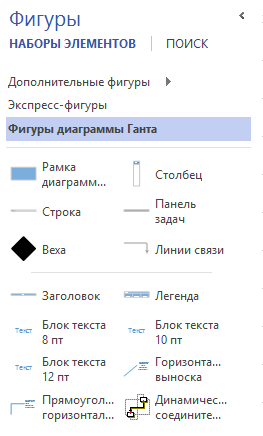 Фигуры
НАБОРЫ ЭЛЕМЕНТОВ | ПОИСК
Дополнительные фигуры
Экспресс-фигуры
Фигуры диаграммы Ганта
Рамка
диаграмм...
Столбец
Строка
Панель
задач
Веха
Линии связи
Заголовок
Легенда
Текст
Блок текста
8 пт
Текст
Блок текста
10 пт
Текст
Блок текста
12 пт
Горизонта...
выноска
Прямоугол...
горизонтал...
Динамичес...
соедините...